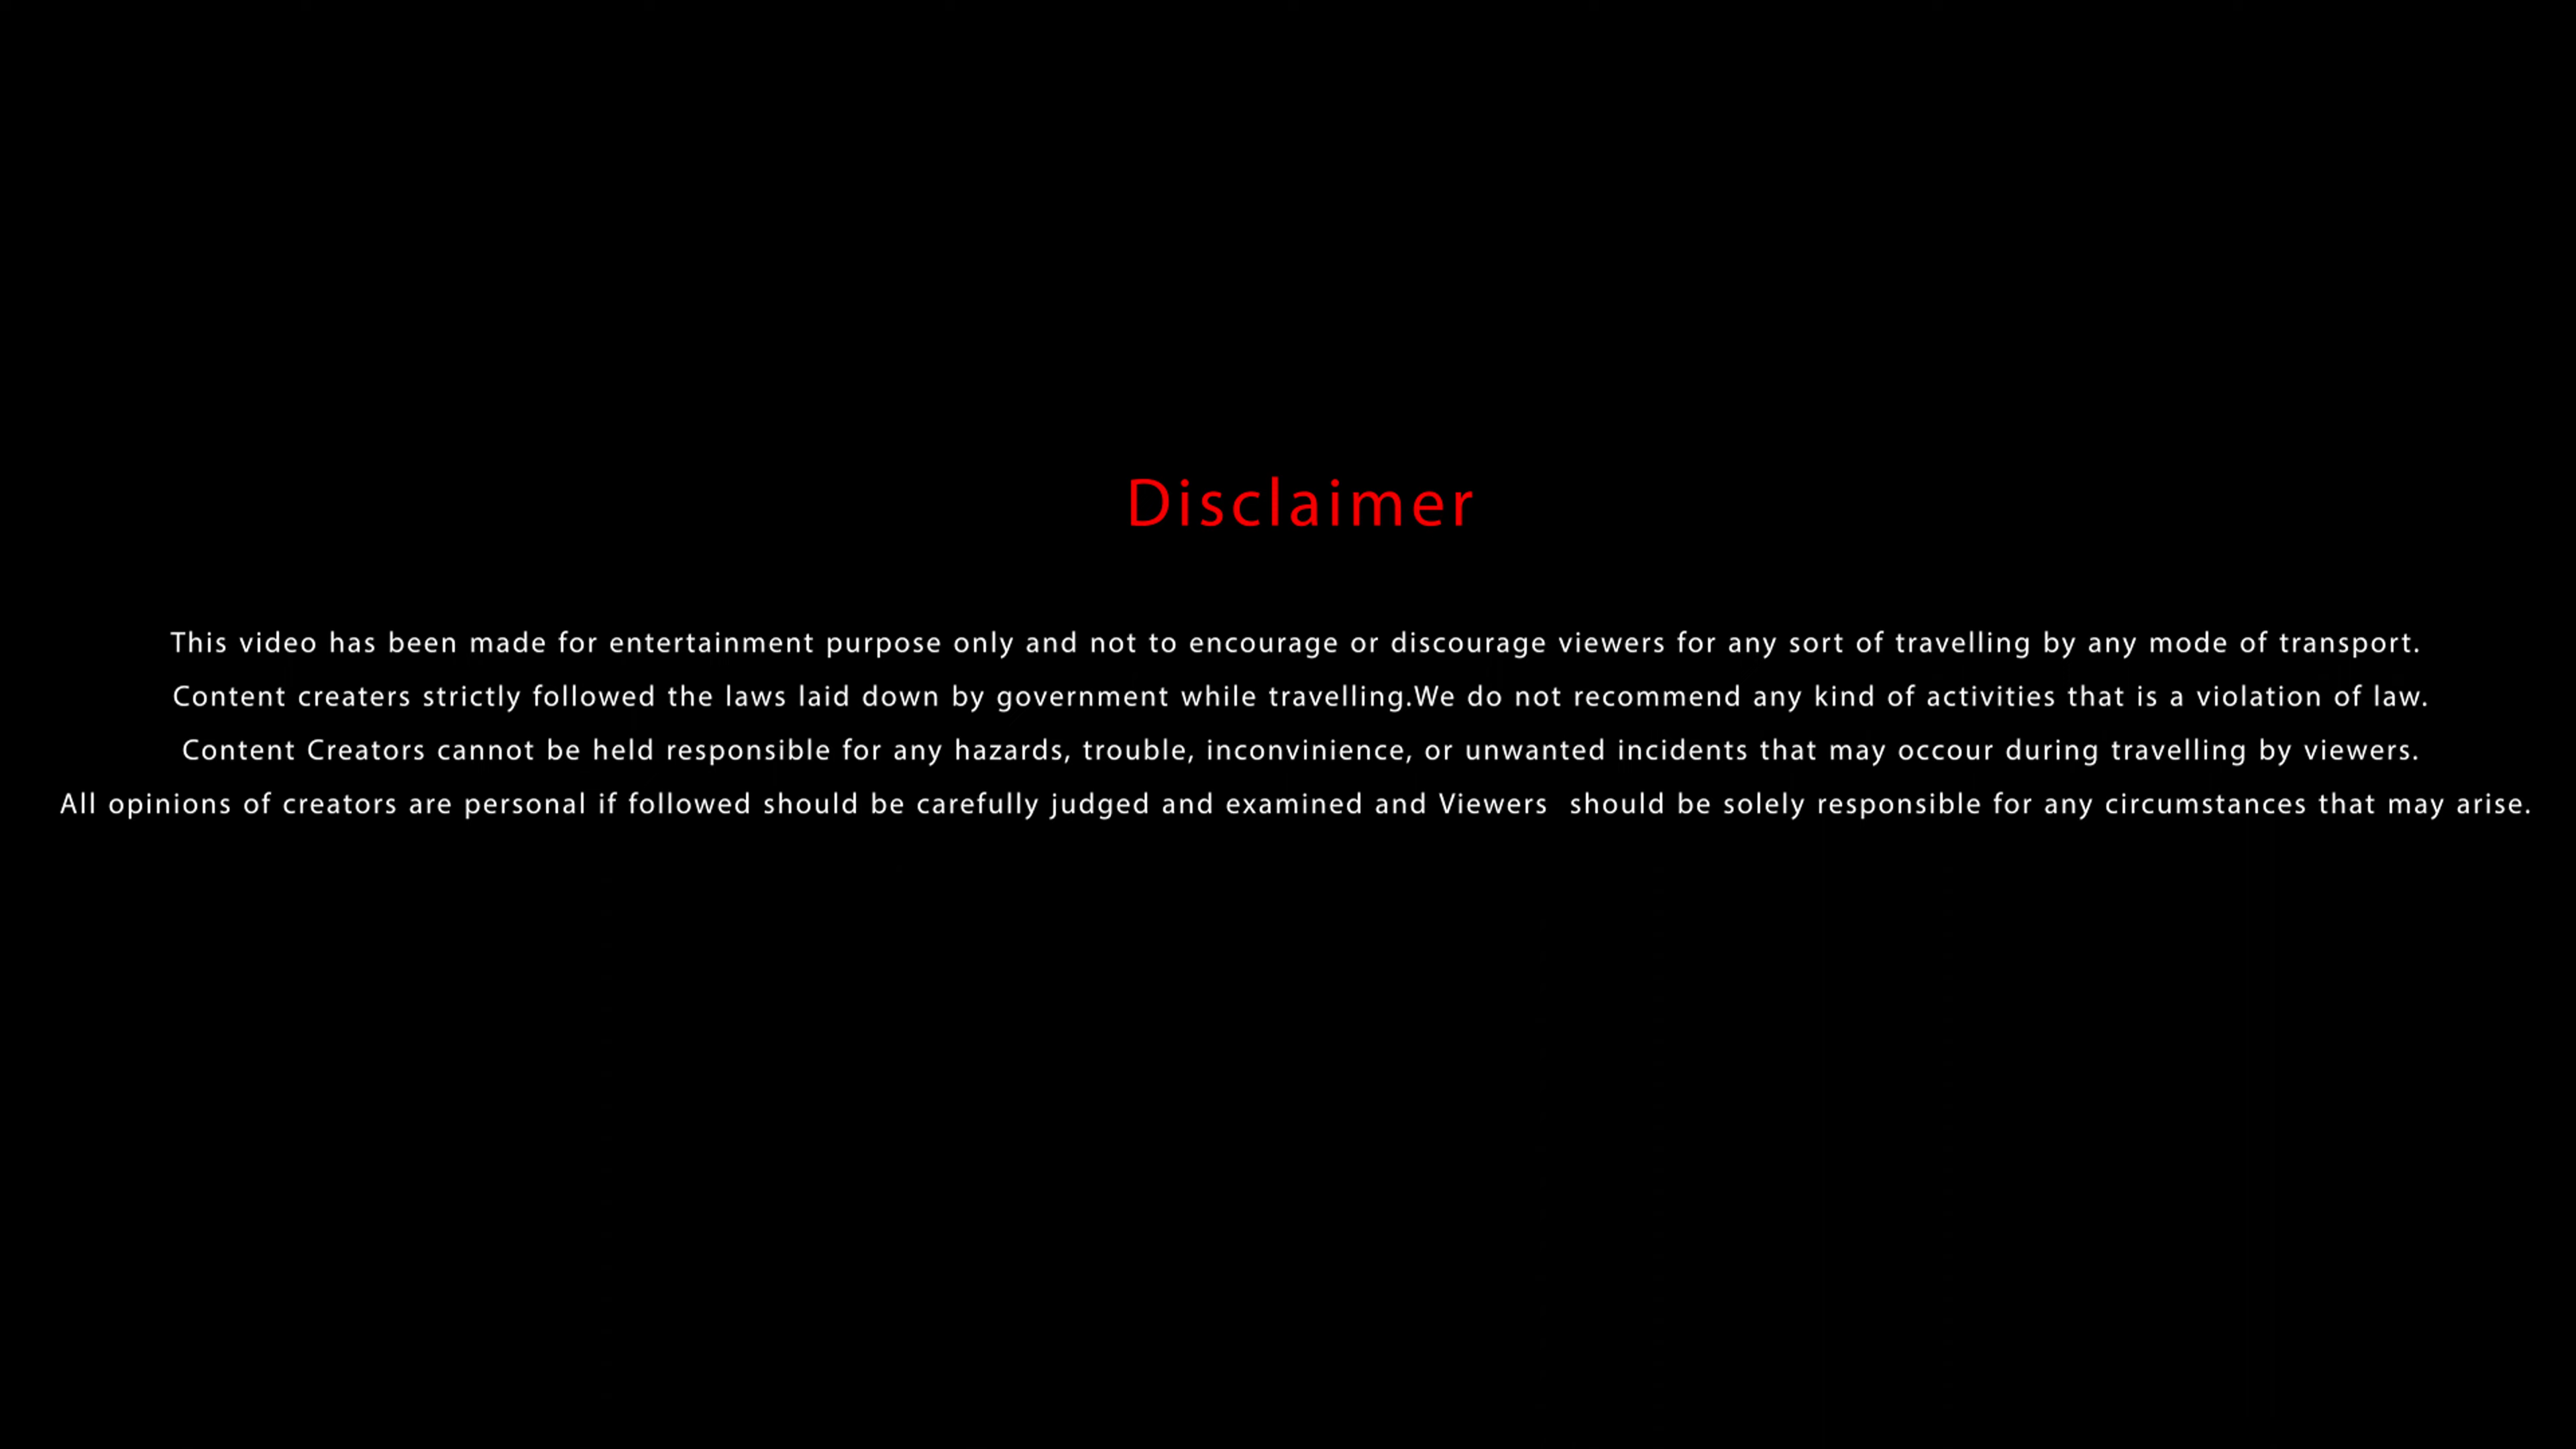 Disclaimer
This video has been made for entertainment purpose only and not to encourage or discourage viewers for any sort of travelling by any mode of transport.
Content creaters strictly followed the laws laid down by government while travelling.We do not recommend any kind of activities that is a violation of law.
Content Creators cannot be held responsible for any hazards, trouble, inconvinience, or unwanted incidents that may occour during travelling by viewers.
All opinions of creators are personal if followed should be carefully judged and examined and Viewers  should be solely responsible for any circumstances that may arise.